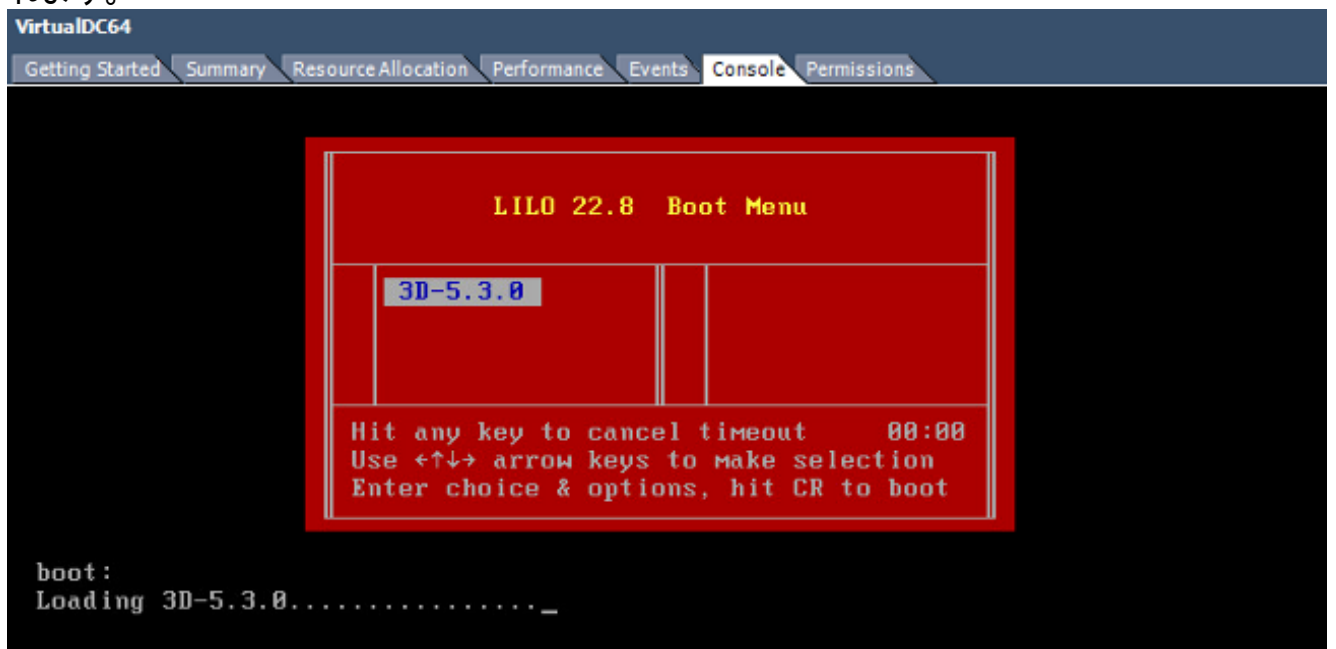 VirtualDC64
Getting Started Summary Resource Allocation Performance Events Console Permissions
LILO 22.8 Boot Menu
3D-5.3.0
Hit any key to cancel timeout 00:00
Use ←↑↓→ arrow keys to make selection
Enter choice & options, hit CR to boot
boot:
Loading 3D-5.3.0................_